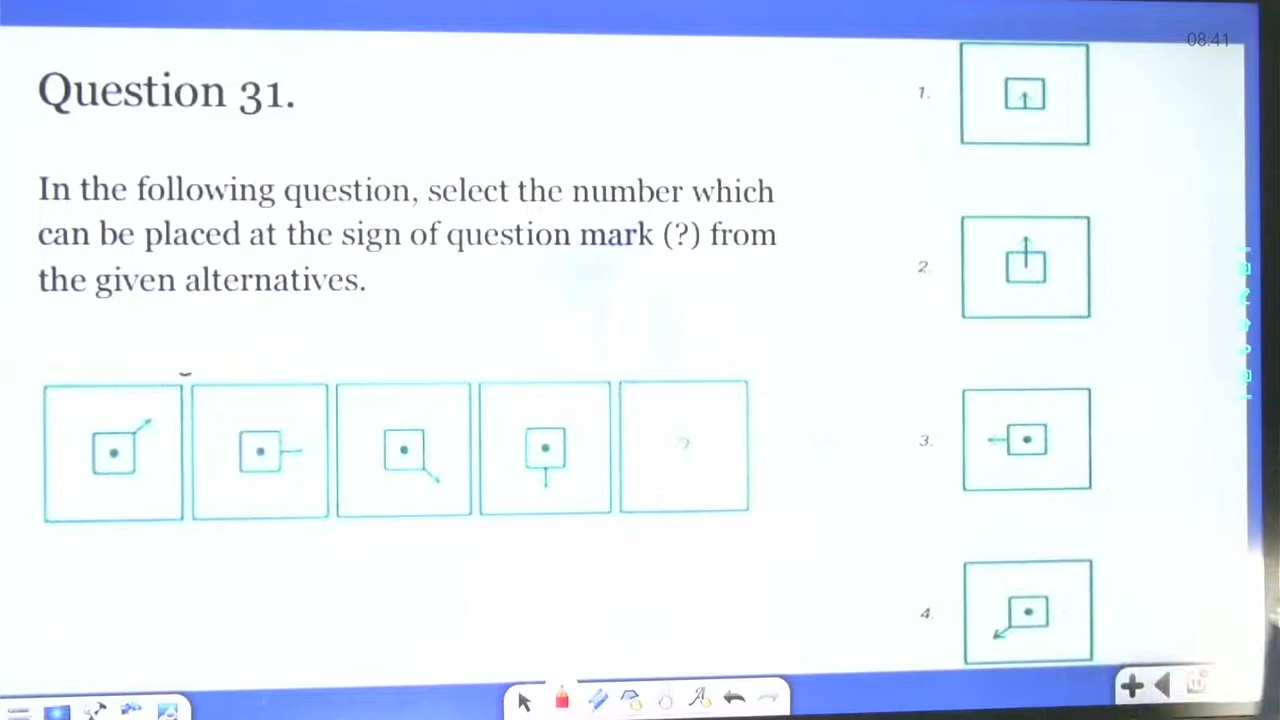 08:41
Question 31.
In the following question, select the number which
can be placed at the sign of question mark (?) from
the given alternatives.
?
1.
2.
3.
4.